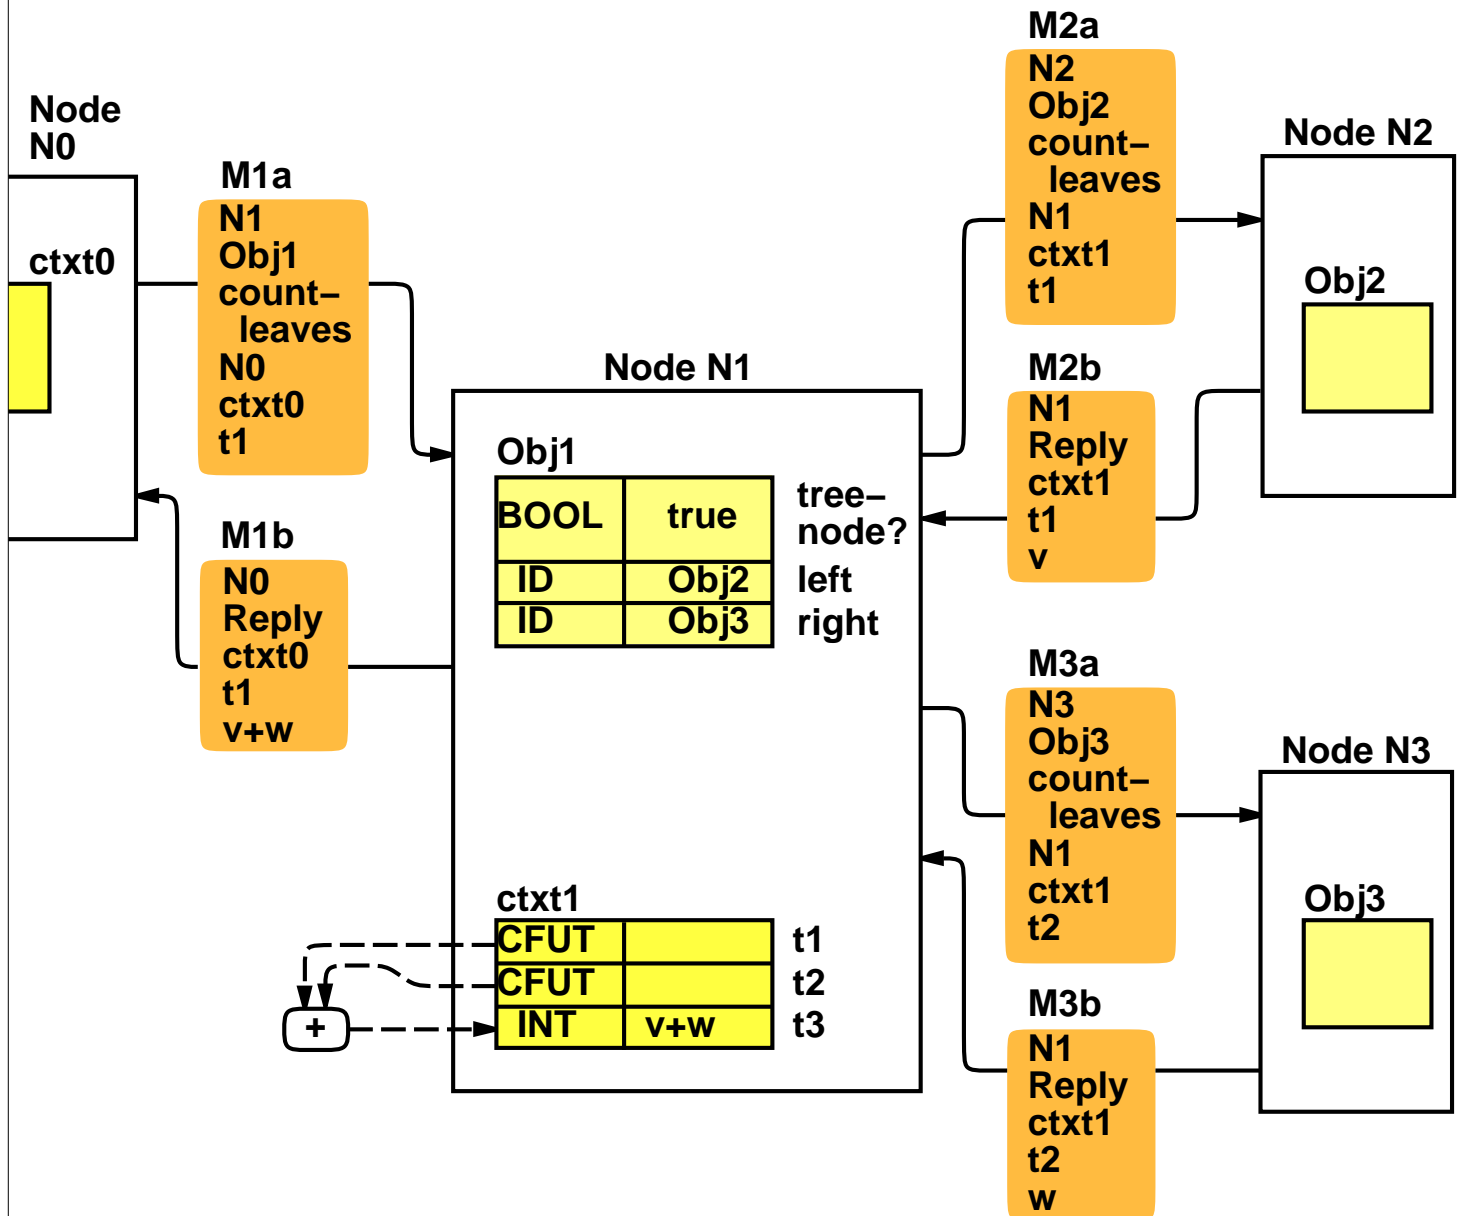 Node
N0
ctxt0
M1a
N1
Obj1
count–
leaves
N0
ctxt0
t1
M1b
N0
Reply
ctxt0
t1
v+w
Node N1
Obj1
BOOL true
tree–
node?
ID Obj2 left
ID Obj3 right
ctxt1
CFUT t1
CFUT t2
+
INT v+w t3
M2a
N2
Obj2
count–
leaves
N1
ctxt1
t1
Node N2
Obj2
M2b
N1
Reply
ctxt1
t1
v
M3a
N3
Obj3
count–
leaves
N1
ctxt1
t2
Node N3
Obj3
M3b
N1
Reply
ctxt1
t2
w